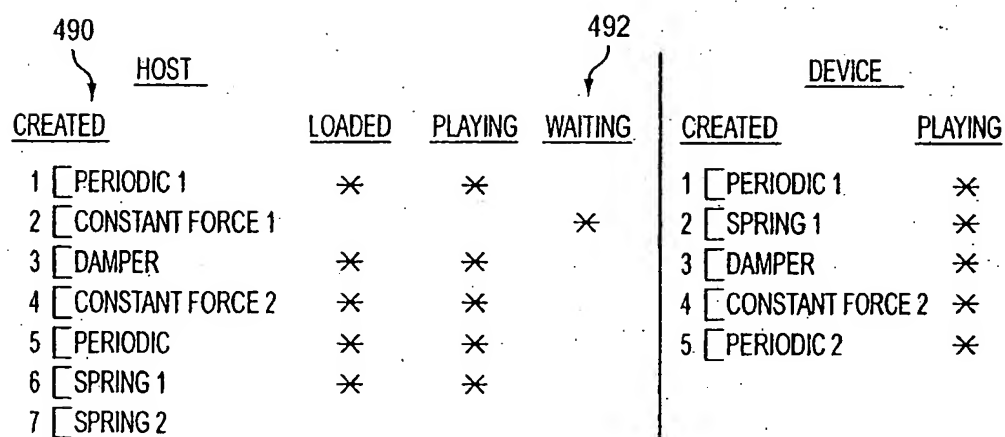 490 492
HOST DEVICE
CREATED LOADED PLAYING WAITING CREATED PLAYING
1 PERIODIC 1 * * 1 PERIODIC 1 *
2 CONSTANT FORCE 1 * 2 SPRING 1 *
3 DAMPER * * 3 DAMPER *
4 CONSTANT FORCE 2 * * 4 CONSTANT FORCE 2 *
5 PERIODIC * * 5 PERIODIC 2 *
6 SPRING 1 * *
7 SPRING 2